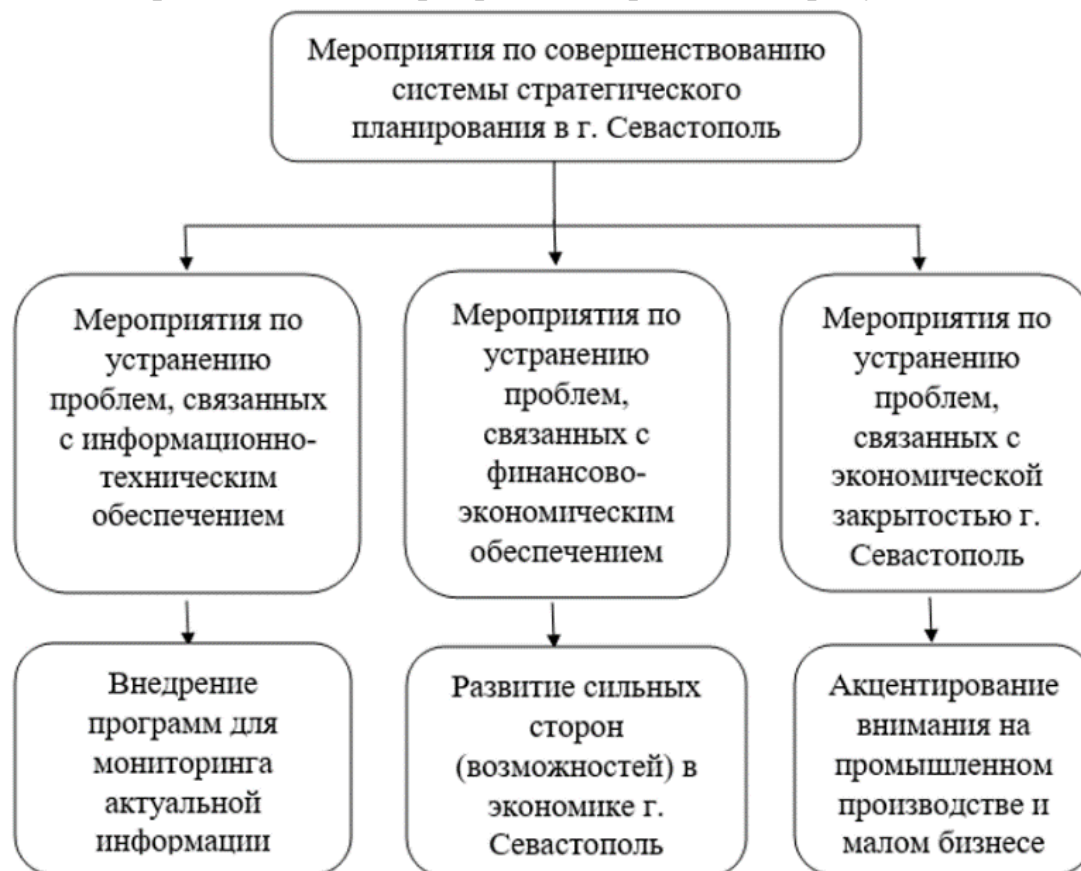 Мероприятия по совершенствованию
системы стратегического
планирования в г. Севастополь
Мероприятия по
устранению
проблем, связанных
с информационно-
техническим
обеспечением
Мероприятия по
устранению
проблем,
связанных с
финансово-
экономическим
обеспечением
Мероприятия по
устранению
проблем,
связанных с
экономической
закрытостью г.
Севастополь
Внедрение
программ для
мониторинга
актуальной
информации
Развитие сильных
сторон
(возможностей) в
экономике г.
Севастополь
Акцентирование
внимания на
промышленном
производстве и
малом бизнесе